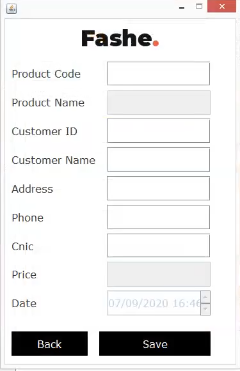 Fashe.
Product Code
Product Name
Customer ID
Customer Name
Address
Phone
Cnic
Price
Date 07/09/2020 16:46
Back Save